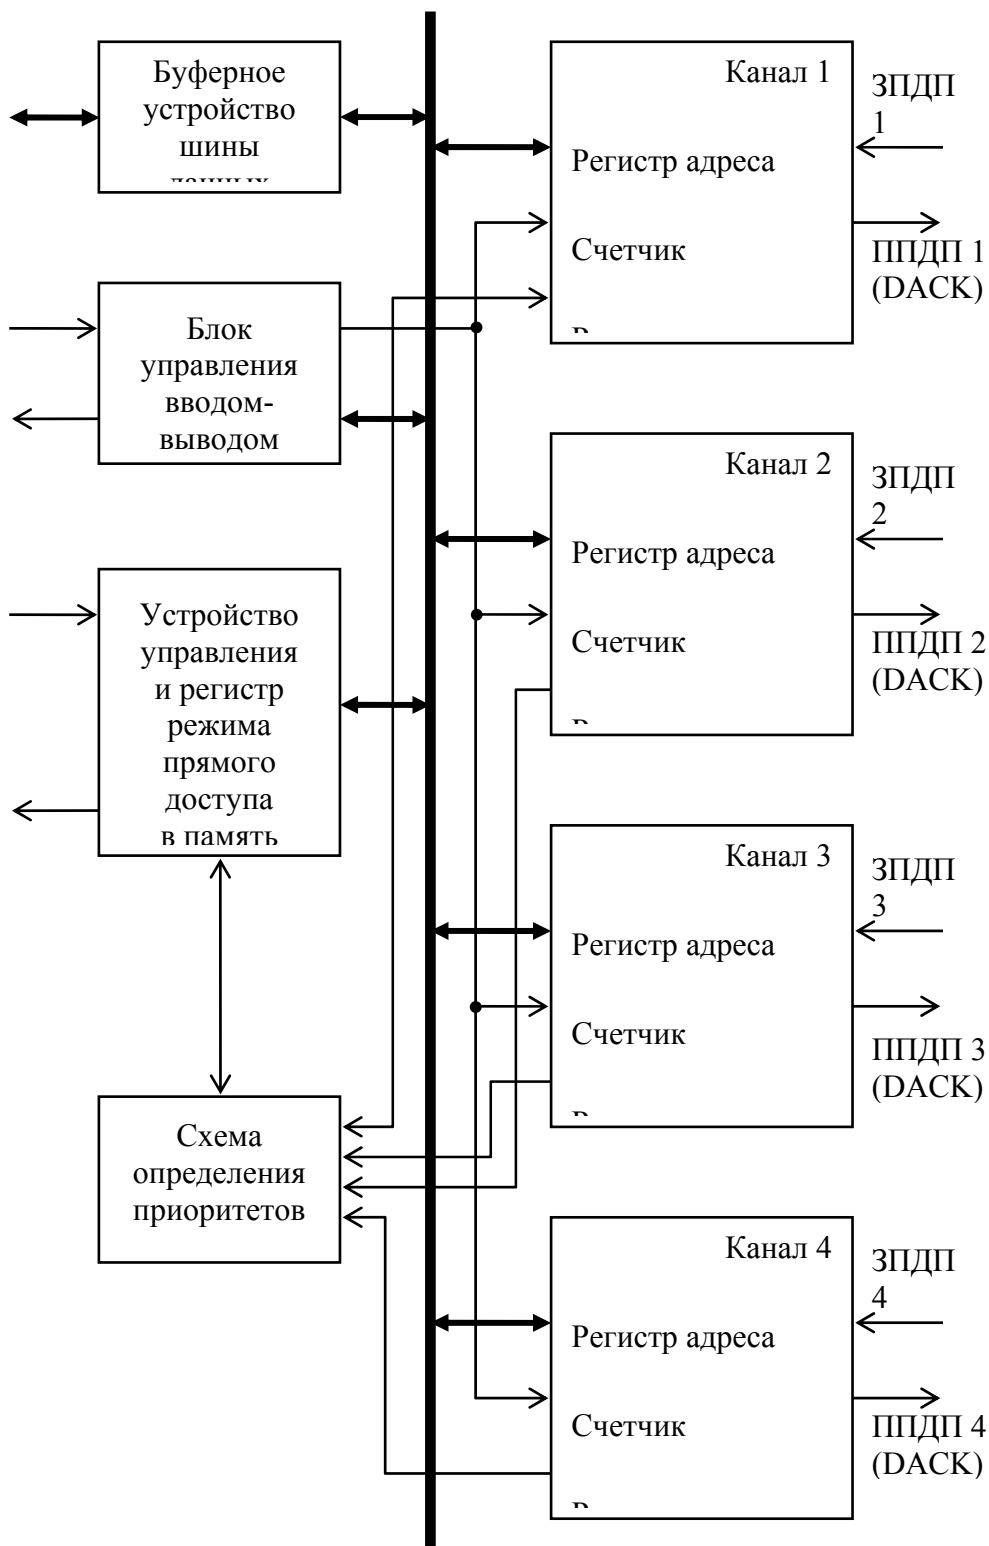 Буферное
устройство
шины
данных
Блок
управления
вводом-
выводом
Устройство
управления
и регистр
режима
прямого
доступа
в память
Схема
определения
приоритетов
Канал 1
Регистр адреса
Счетчик
ЗПДП
1
ППДП 1
(DACK)
Канал 2
Регистр адреса
Счетчик
ЗПДП
2
ППДП 2
(DACK)
Канал 3
Регистр адреса
Счетчик
ЗПДП
3
ППДП 3
(DACK)
Канал 4
Регистр адреса
Счетчик
ЗПДП
4
ППДП 4
(DACK)